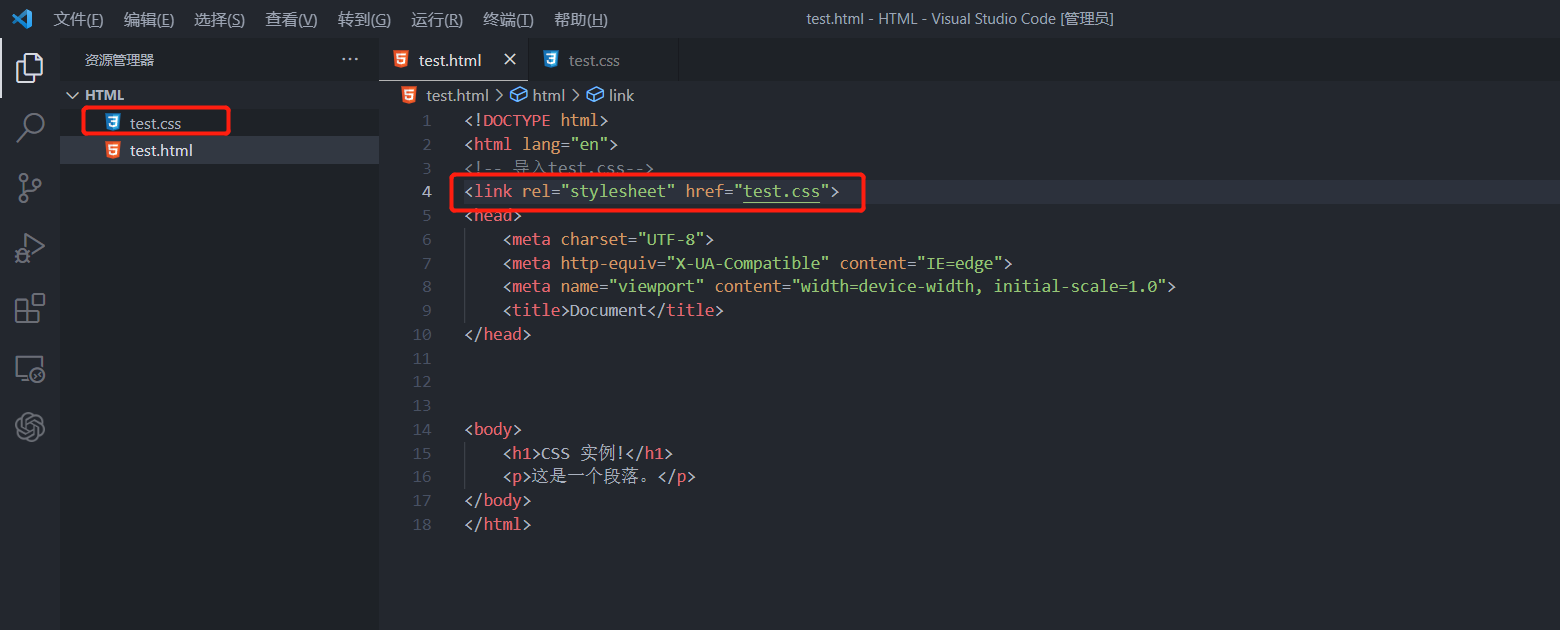 文件(F) 编辑(E) 选择(S) 查看(V) 转到(G) 运行(R) 终端(T) 帮助(H) test.html - HTML - Visual Studio Code [管理员]
资源管理器 ···
HTML
test.css
test.html
test.html test.css
test.html > html > link
1 <!DOCTYPE html>
2 <html lang="en">
3 <!-- 导入test.css-->
4 <link rel="stylesheet" href="test.css">
5 <head>
6 <meta charset="UTF-8">
7 <meta http-equiv="X-UA-Compatible" content="IE=edge">
8 <meta name="viewport" content="width=device-width, initial-scale=1.0">
9 <title>Document</title>
10 </head>
11
12
13
14 <body>
15 <h1>CSS 实例!</h1>
16 <p>这是一个段落。</p>
17 </body>
18 </html>